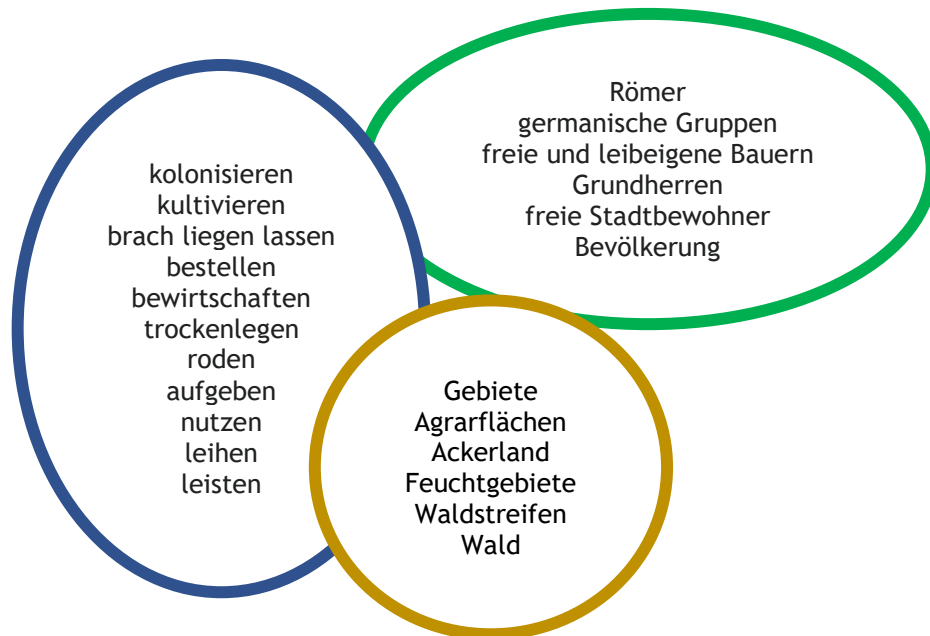 kolonisieren
kultivieren
brach liegen lassen
bestellen
bewirtschaften
trockenlegen
roden
aufgeben
nutzen
leihen
leisten
Römer
germanische Gruppen
freie und leibeigene Bauern
Grundherren
freie Stadtbewohner
Bevölkerung
Gebiete
Agrarflächen
Ackerland
Feuchtgebiete
Waldstreifen
Wald